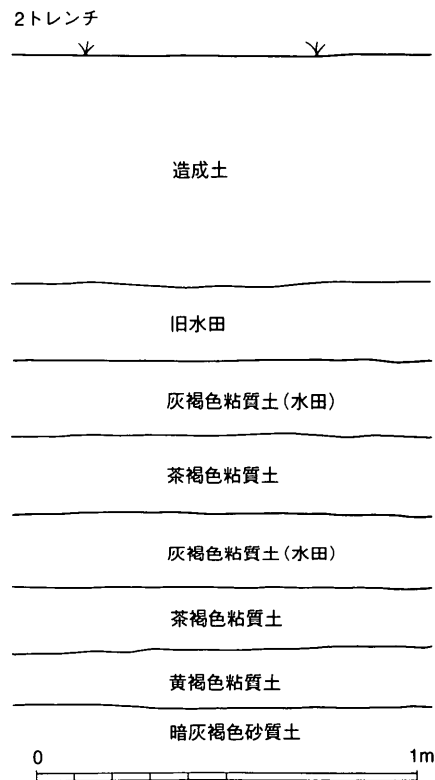 2トレンチ
造成土
旧水田
灰褐色粘質土(水田)
茶褐色粘質土
灰褐色粘質土(水田)
茶褐色粘質土
黄褐色粘質土
暗灰褐色砂質土
0 1m